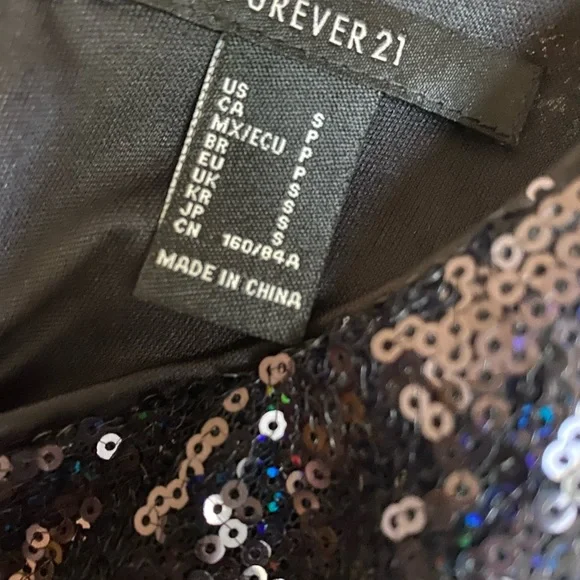 OREVER 21
US S
CA P
MX/ECU P
BR P
EU S
UK S
KR S
JP S
CN 160/84A
MADE IN CHINA